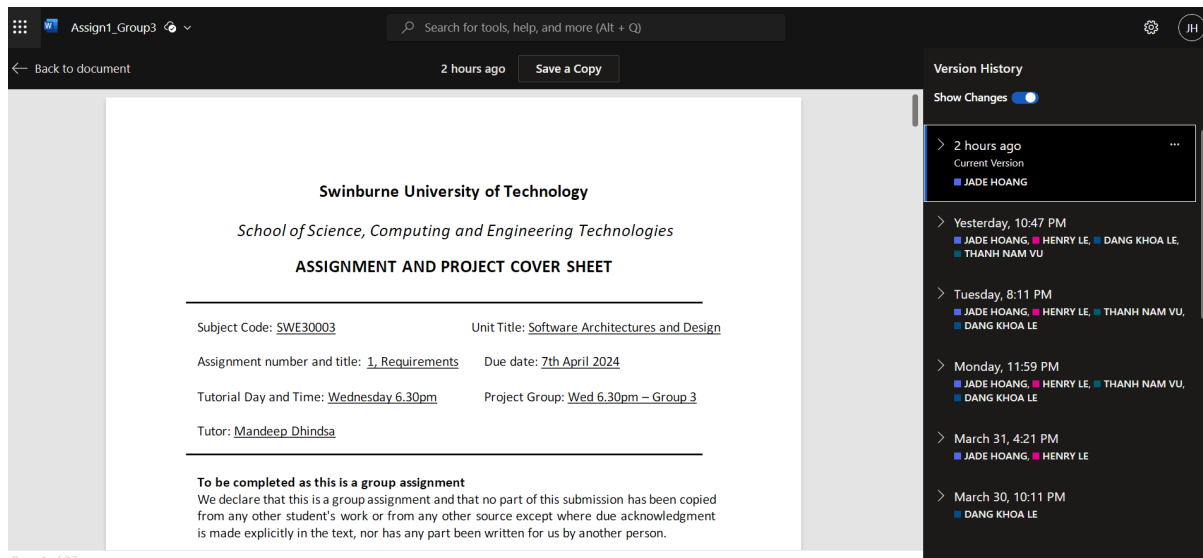 Assign1_Group3
Search for tools, help, and more (Alt + Q)
JH
Back to document
2 hours ago
Save a Copy
Version History
Show Changes
Swinburne University of Technology
School of Science, Computing and Engineering Technologies
ASSIGNMENT AND PROJECT COVER SHEET
Subject Code: SWE30003 Unit Title: Software Architectures and Design
Assignment number and title: 1, Requirements Due date: 7th April 2024
Tutorial Day and Time: Wednesday 6.30pm Project Group: Wed 6.30pm – Group 3
Tutor: Mandeep Dhindsa
To be completed as this is a group assignment
We declare that this is a group assignment and that no part of this submission has been copied
from any other student's work or from any other source except where due acknowledgment
is made explicitly in the text, nor has any part been written for us by another person.
2 hours ago
Current Version
JADE HOANG
Yesterday, 10:47 PM
JADE HOANG, HENRY LE, DANG KHOA LE,
THANH NAM VU
Tuesday, 8:11 PM
JADE HOANG, HENRY LE, THANH NAM VU,
DANG KHOA LE
Monday, 11:59 PM
JADE HOANG, HENRY LE, THANH NAM VU,
DANG KHOA LE
March 31, 4:21 PM
JADE HOANG, HENRY LE
March 30, 10:11 PM
DANG KHOA LE